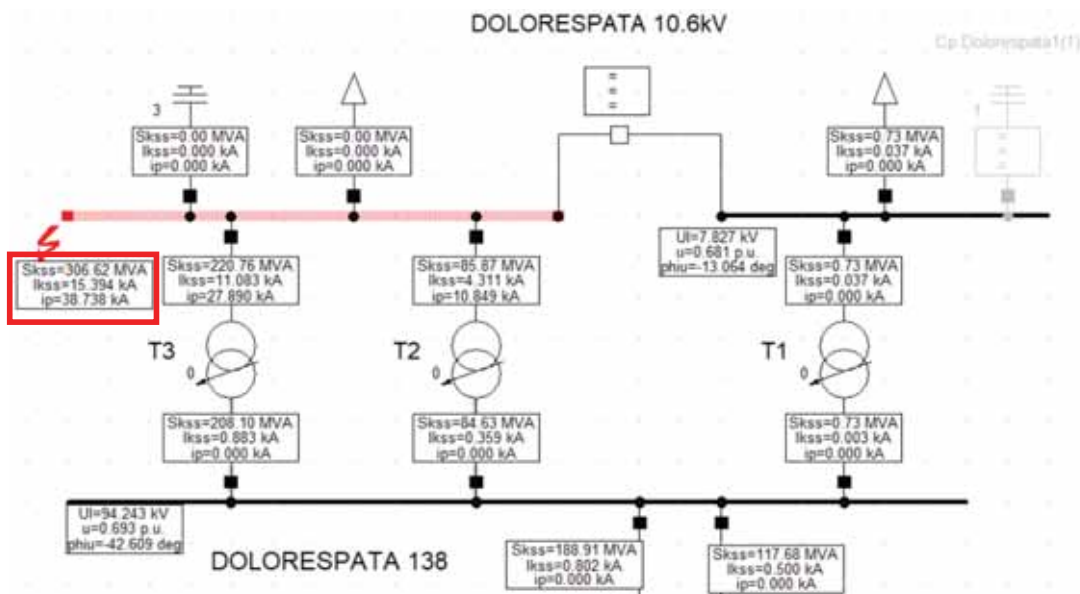 DOLORESPATA 10.6kV
Cp Dolorespata1(1)
3
=
=
=
1
=
=
=
Skss=0.00 MVA
Ikss=0.000 kA
ip=0.000 kA
Skss=0.00 MVA
Ikss=0.000 kA
ip=0.000 kA
Skss=0.73 MVA
Ikss=0.037 kA
ip=0.000 kA
Skss=306.62 MVA
Ikss=15.394 kA
ip=38.738 kA
Skss=220.76 MVA
Ikss=11.083 kA
ip=27.890 kA
Skss=85.87 MVA
Ikss=4.311 kA
ip=10.849 kA
Ul=7.827 kV
u=0.681 p.u.
phiu=-13.064 deg
Skss=0.73 MVA
Ikss=0.037 kA
ip=0.000 kA
T3
0
T2
0
T1
0
Skss=208.10 MVA
Ikss=0.883 kA
ip=0.000 kA
Skss=84.63 MVA
Ikss=0.359 kA
ip=0.000 kA
Skss=0.73 MVA
Ikss=0.003 kA
ip=0.000 kA
Ul=94.243 kV
u=0.693 p.u.
phiu=-42.609 deg
DOLORESPATA 138
Skss=188.91 MVA
Ikss=0.802 kA
ip=0.000 kA
Skss=117.68 MVA
Ikss=0.500 kA
ip=0.000 kA